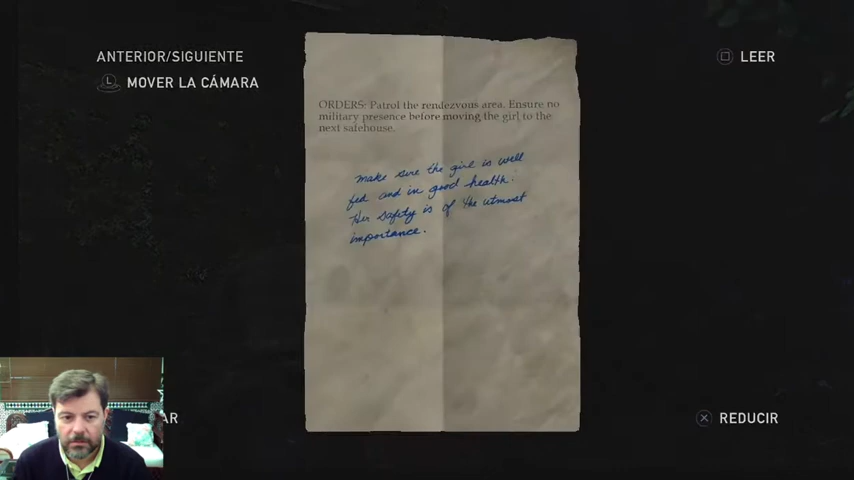 ANTERIOR/SIGUIENTE
L MOVER LA CÁMARA
LEER
ORDERS: Patrol the rendezvous area. Ensure no
military presence before moving the girl to the
next safehouse.
make sure the girl is well
fed and in good health.
Her safety is of the utmost
importance.
AR
REDUCIR